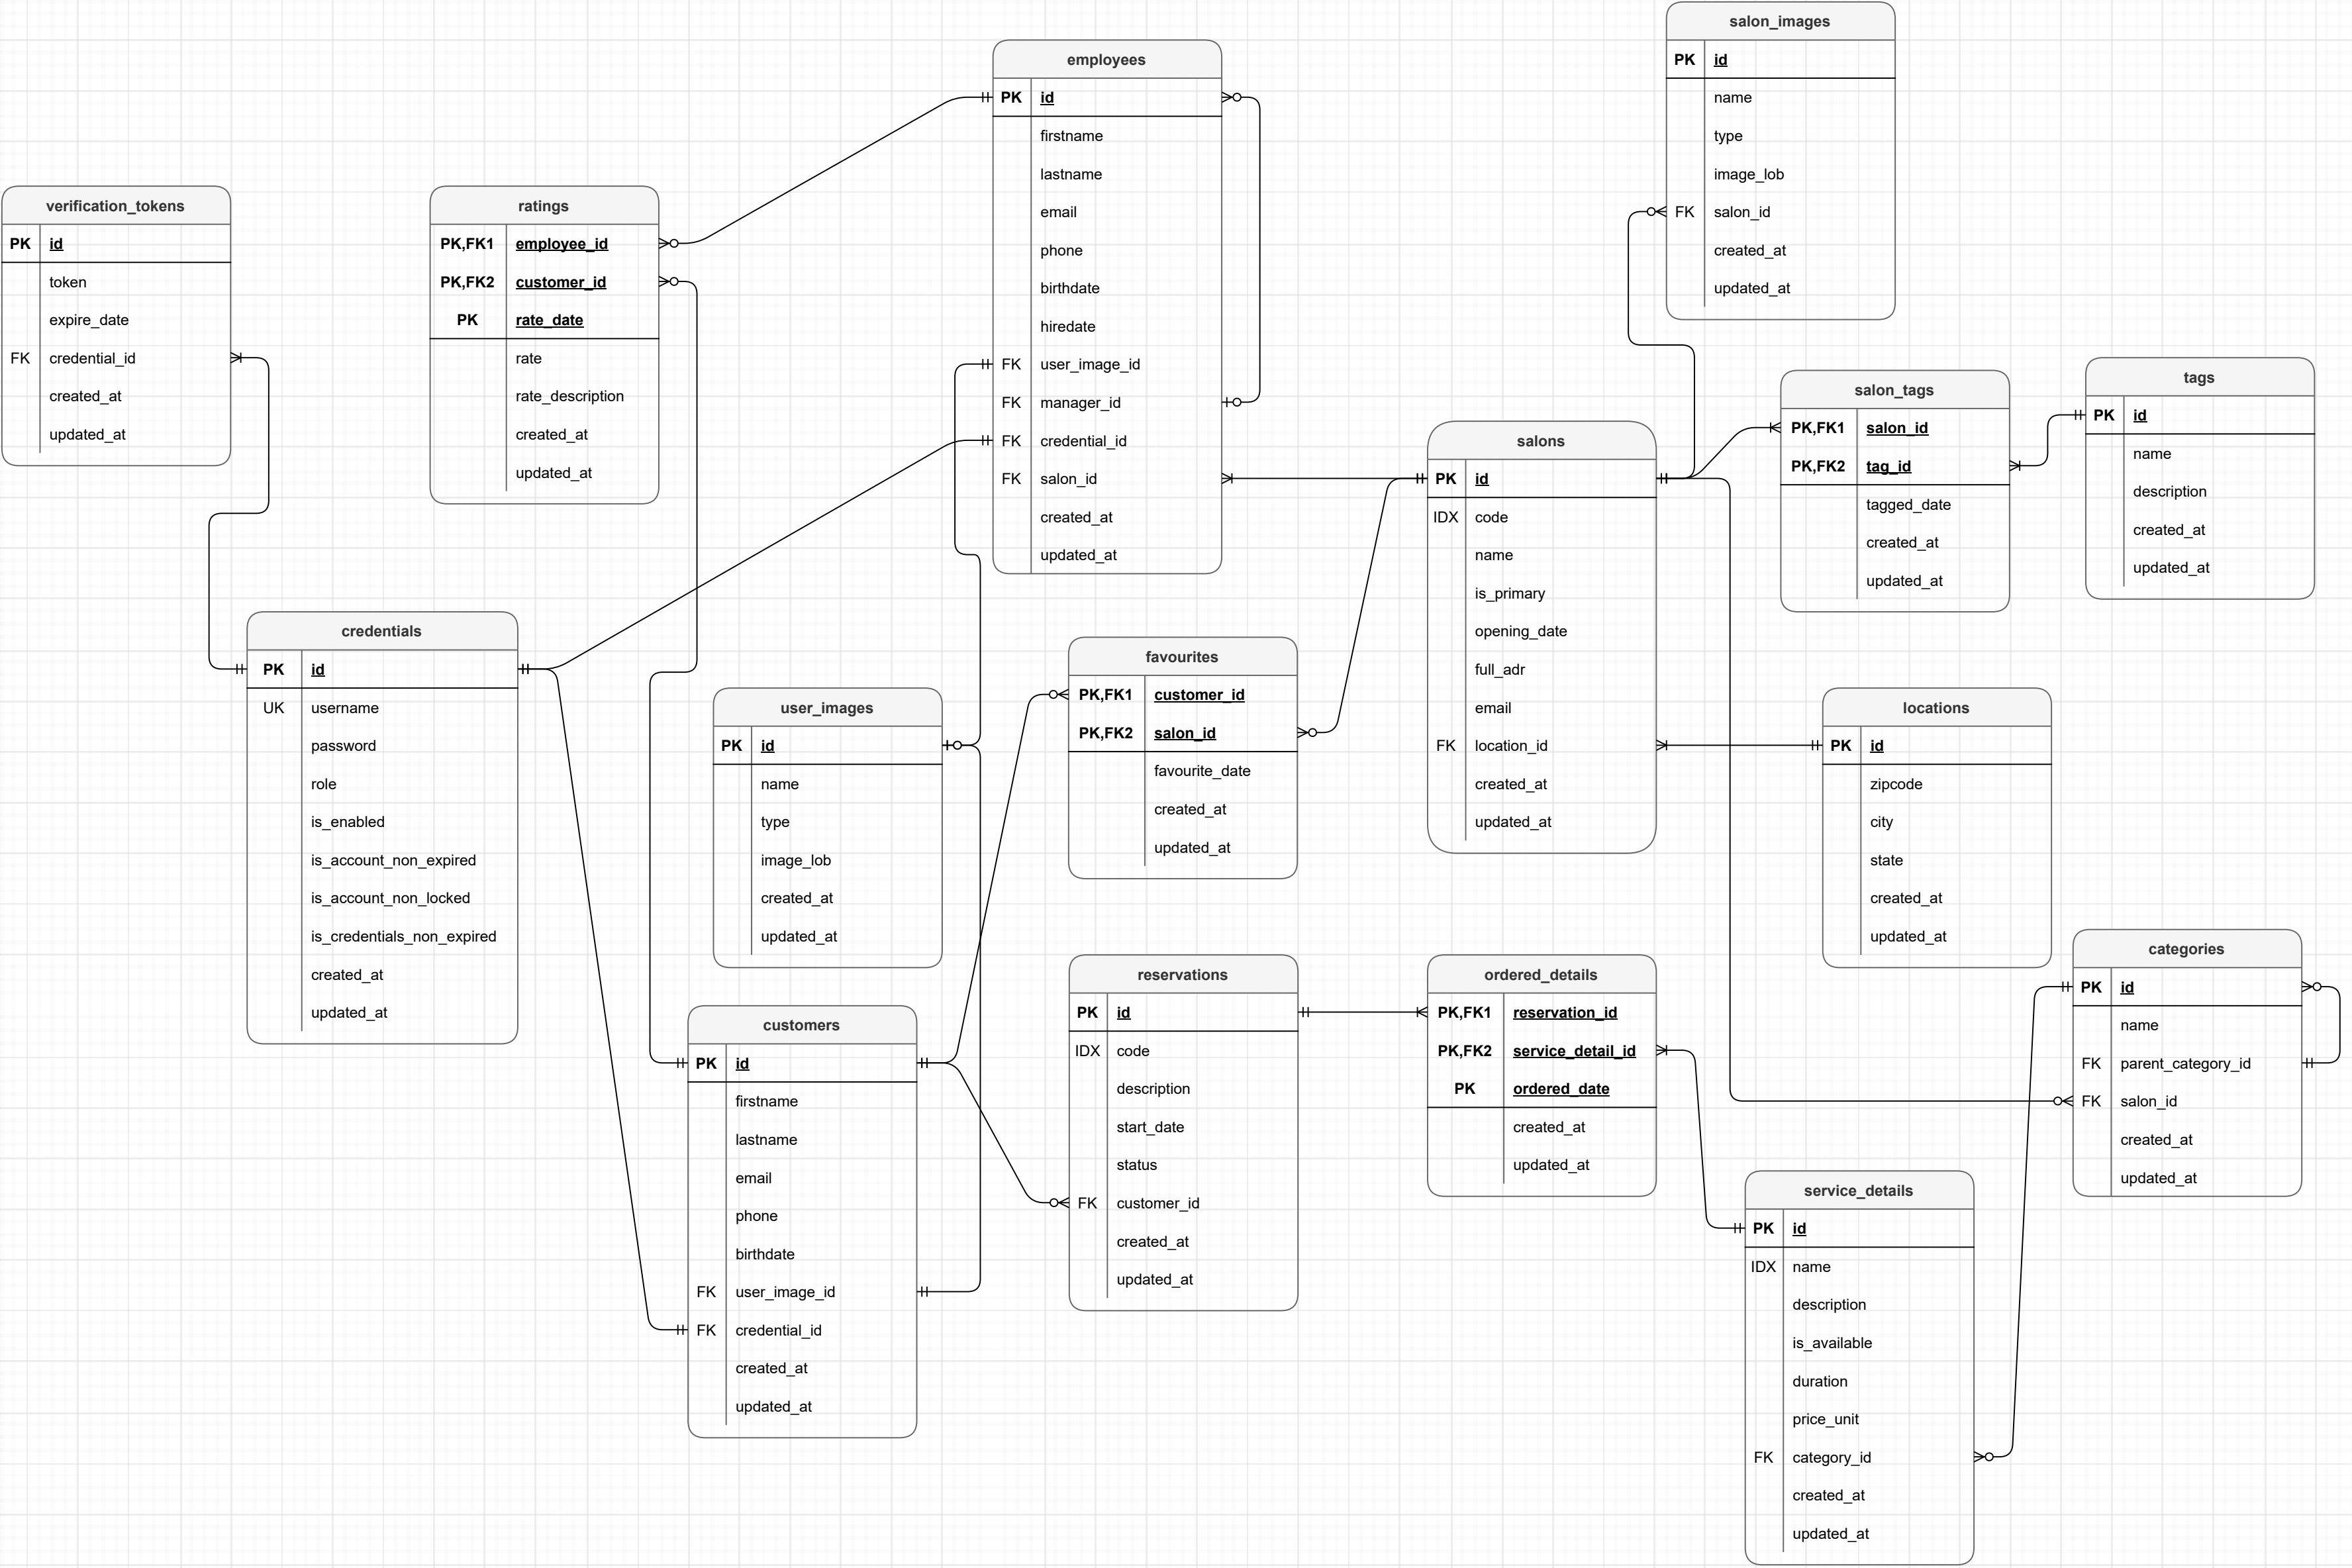 salon_images
PK id
name
type
image_lob
FK salon_id
created_at
updated_at
employees
PK id
firstname
lastname
email
phone
birthdate
hiredate
FK user_image_id
FK manager_id
FK credential_id
FK salon_id
created_at
updated_at
verification_tokens
PK id
token
expire_date
FK credential_id
created_at
updated_at
ratings
PK,FK1 employee_id
PK,FK2 customer_id
PK rate_date
rate
rate_description
created_at
updated_at
salon_tags
PK,FK1 salon_id
PK,FK2 tag_id
tagged_date
created_at
updated_at
tags
PK id
name
description
created_at
updated_at
salons
PK id
IDX code
name
is_primary
opening_date
full_adr
email
FK location_id
created_at
updated_at
credentials
PK id
UK username
password
role
is_enabled
is_account_non_expired
is_account_non_locked
is_credentials_non_expired
created_at
updated_at
user_images
PK id
name
type
image_lob
created_at
updated_at
favourites
PK,FK1 customer_id
PK,FK2 salon_id
favourite_date
created_at
updated_at
locations
PK id
zipcode
city
state
created_at
updated_at
customers
PK id
firstname
lastname
email
phone
birthdate
FK user_image_id
FK credential_id
created_at
updated_at
reservations
PK id
IDX code
description
start_date
status
FK customer_id
created_at
updated_at
ordered_details
PK,FK1 reservation_id
PK,FK2 service_detail_id
PK ordered_date
created_at
updated_at
categories
PK id
name
FK parent_category_id
FK salon_id
created_at
updated_at
service_details
PK id
IDX name
description
is_available
duration
price_unit
FK category_id
created_at
updated_at